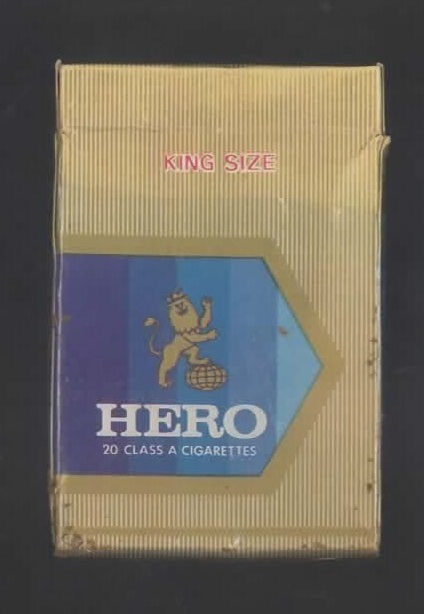 KING SIZE
HERO
20 CLASS A CIGARETTES